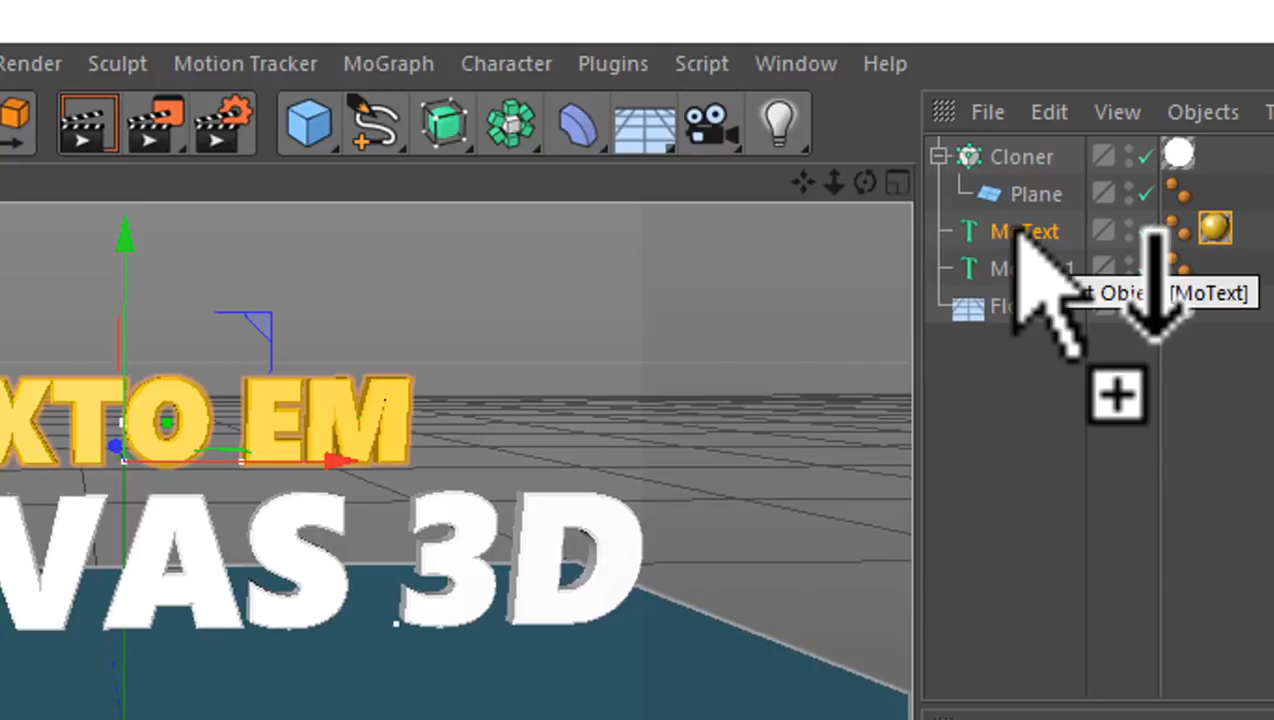 Render Sculpt Motion Tracker MoGraph Character Plugins Script Window Help
File Edit View Objects
Cloner
Plane
MoText
[MoText]
XTO EM
VAS 3D